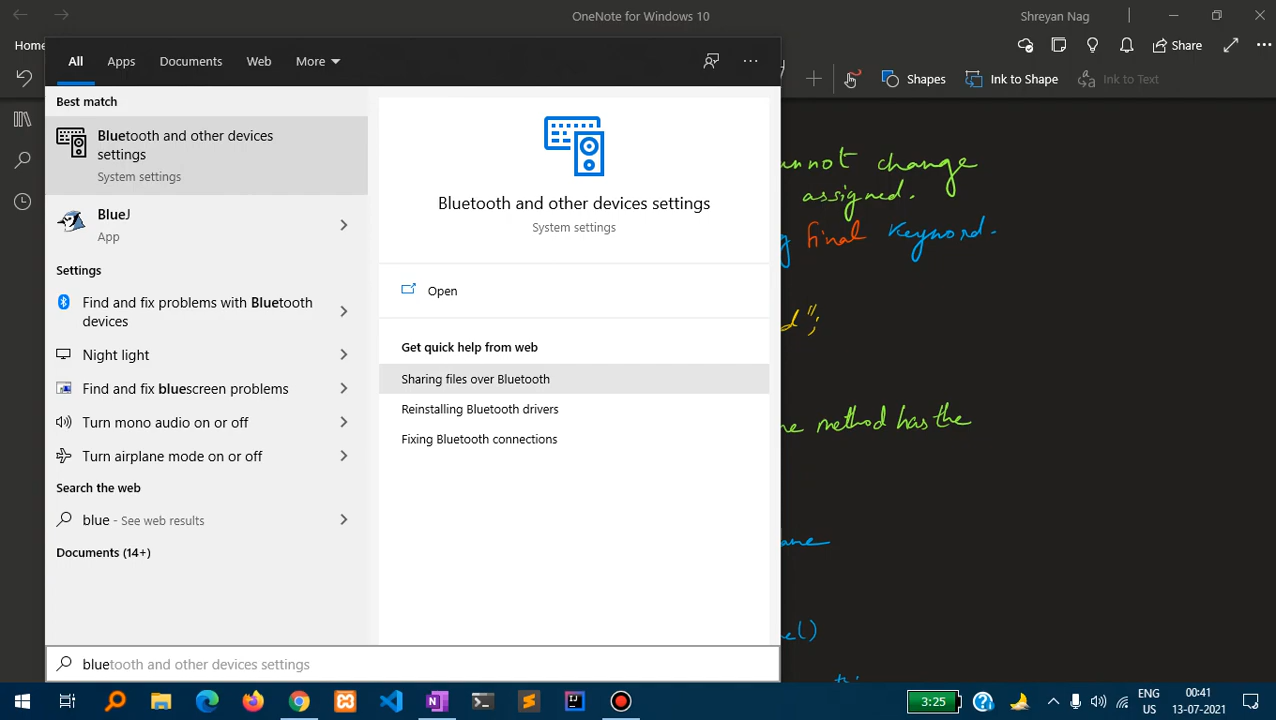 OneNote for Windows 10
Shreyan Nag
Home
Share
Shapes
Ink to Shape
Ink to Text
All
Apps
Documents
Web
More
Best match
Bluetooth and other devices
settings
System settings
BlueJ
App
Settings
Find and fix problems with Bluetooth
devices
Night light
Find and fix bluescreen problems
Turn mono audio on or off
Turn airplane mode on or off
Search the web
blue - See web results
Documents (14+)
Bluetooth and other devices settings
System settings
Open
Get quick help from web
Sharing files over Bluetooth
Reinstalling Bluetooth drivers
Fixing Bluetooth connections
change
assigned.
final keyword.
d";
method has the
bluetooth and other devices settings
3:25
ENG
US
00:41
13-07-2021